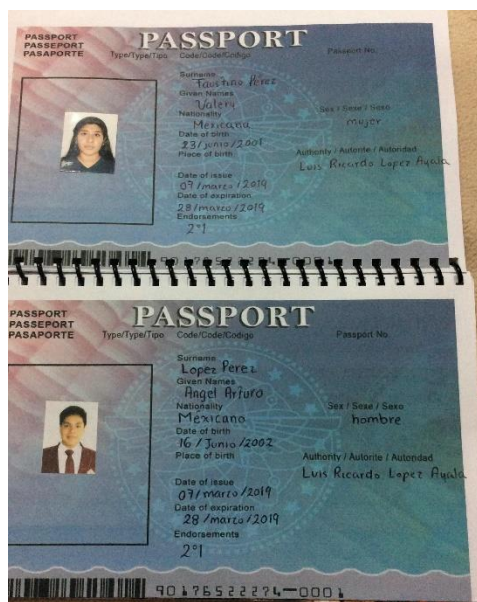 PASSPORT
PASSEPORT
PASAPORTE
PASSPORT
Type/Type/Tipo Code/Code/Codigo Passport No.
Surname
Faustino Pérez
Given Names
Valery
Nationality
Mexicana
Date of birth
23/junio/2001
Place of birth
Sex / Sexe / Sexo
mujer
Authority / Autorite / Autoridad
Luis Ricardo Lopez Ayala
Date of issue
07/marzo/2019
Date of expiration
28/marzo/2019
Endorsements
2°1
PASSPORT
PASSEPORT
PASAPORTE
PASSPORT
Type/Type/Tipo Code/Code/Codigo Passport No.
Surname
Lopez Perez
Given Names
Angel Arturo
Nationality
Mexicano
Date of birth
16/Junio/2002
Place of birth
Sex / Sexe / Sexo
hombre
Authority / Autorite / Autoridad
Luis Ricardo Lopez Ayala
Date of issue
07/marzo/2019
Date of expiration
28/marzo/2019
Endorsements
2°1
90176522274-0001